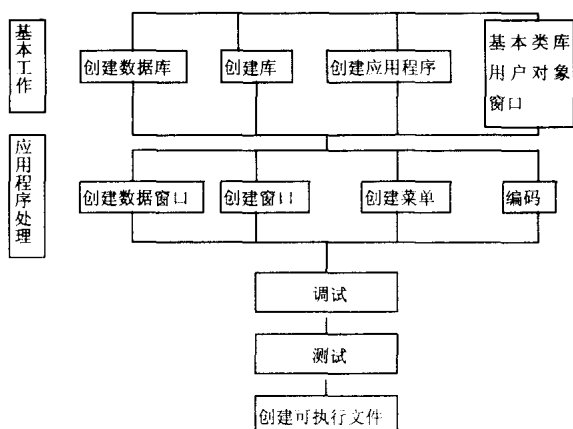 基本工作
创建数据库
创建库
创建应用程序
基本类库
用户对象
窗口
应用程序处理
创建数据窗口
创建窗口
创建菜单
编码
调试
测试
创建可执行文件